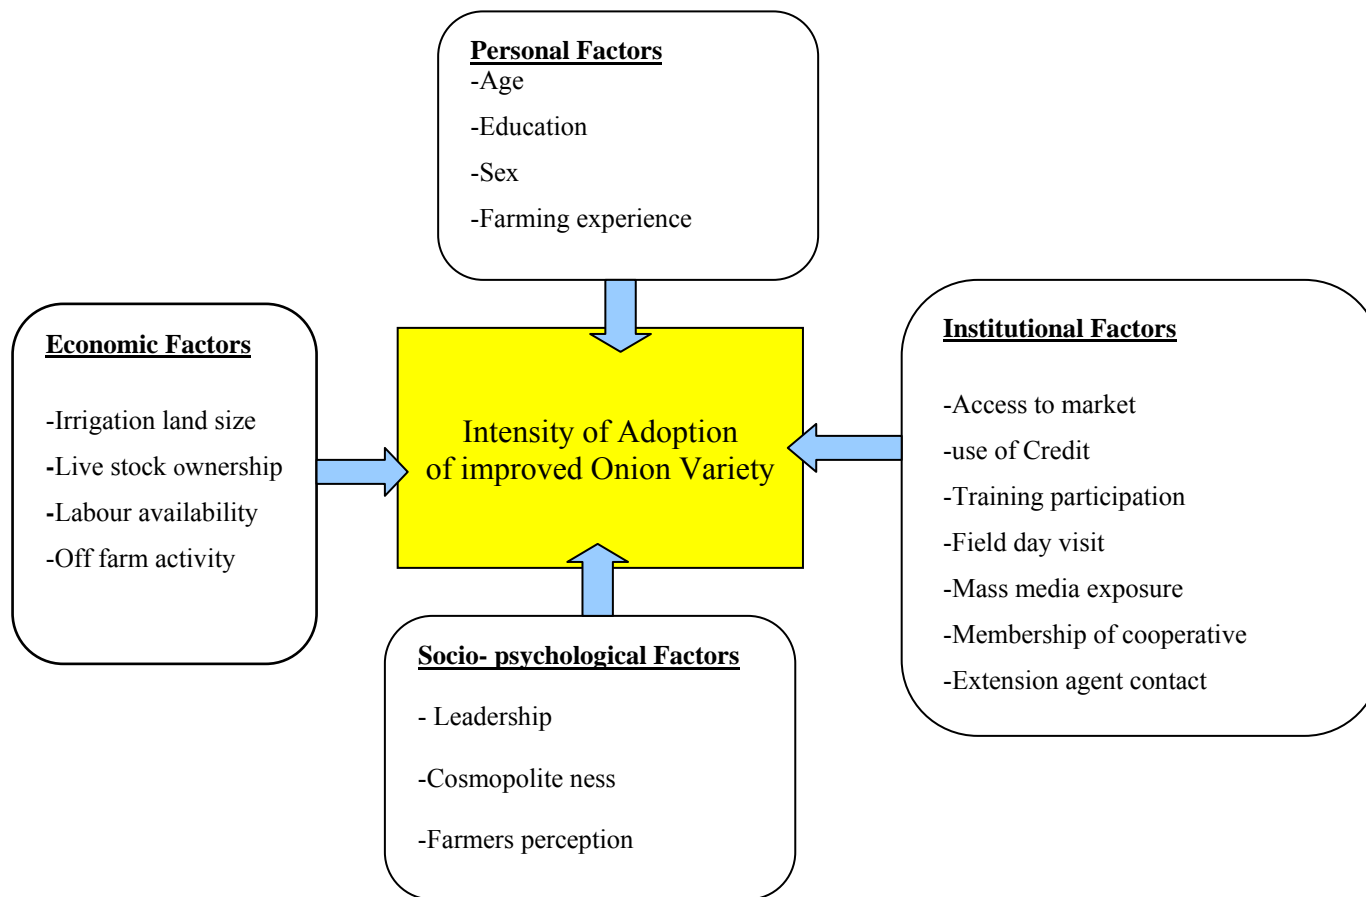 Personal Factors
-Age
-Education
-Sex
-Farming experience
Economic Factors
-Irrigation land size
-Live stock ownership
-Labour availability
-Off farm activity
Intensity of Adoption
of improved Onion Variety
Institutional Factors
-Access to market
-use of Credit
-Training participation
-Field day visit
-Mass media exposure
-Membership of cooperative
-Extension agent contact
Socio- psychological Factors
- Leadership
-Cosmopolite ness
-Farmers perception